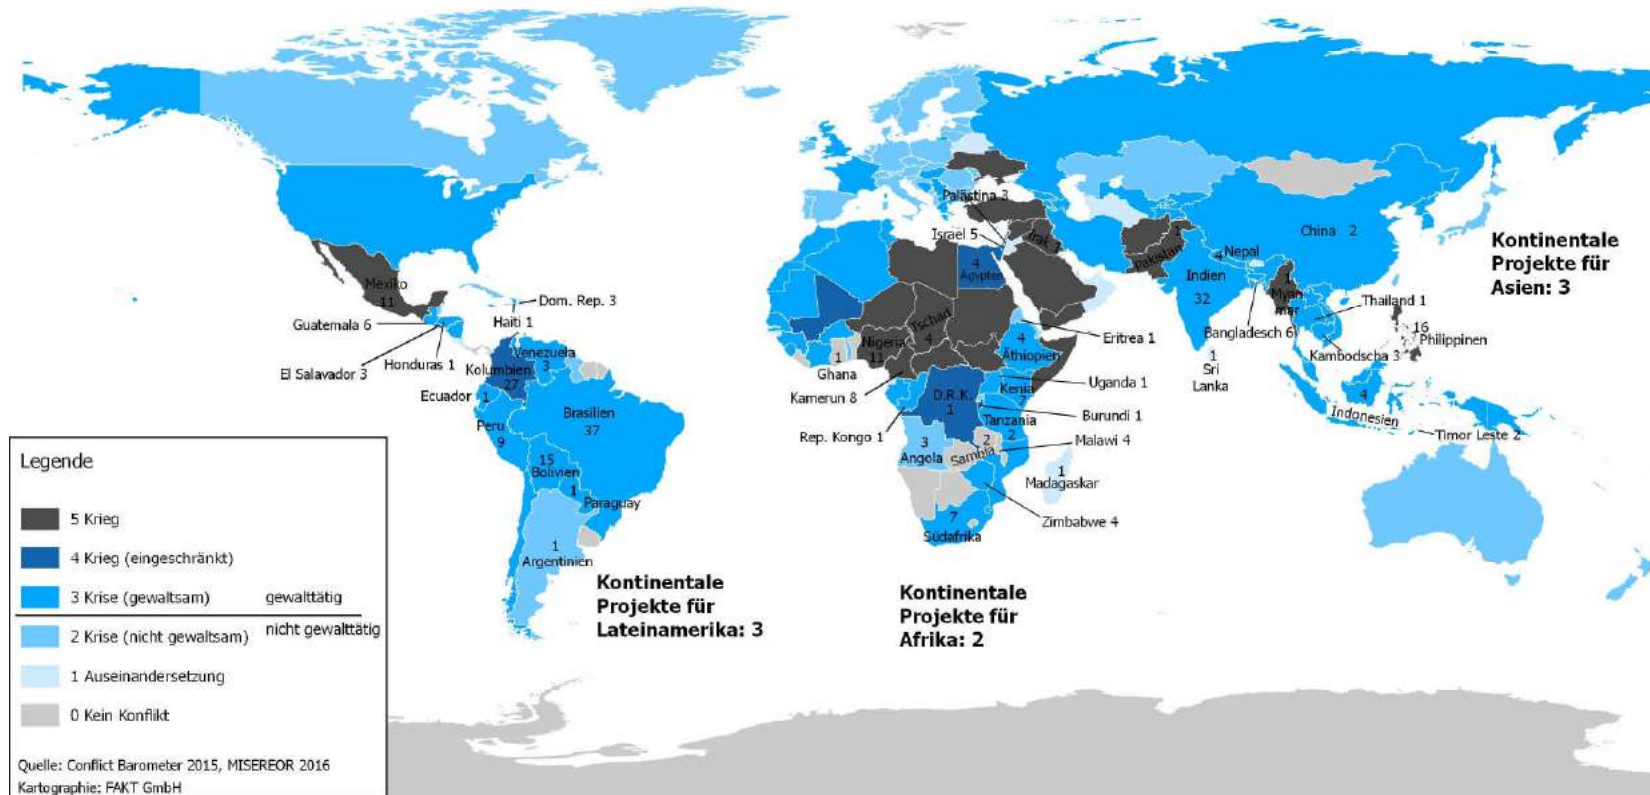 Mexiko
11
Guatemala 6
El Salavador 3
Honduras 1
Haiti 1
Dom. Rep. 3
Venezuela
3
Kolumbien
27
Ecuador
1
Peru
9
Brasilien
37
15
Bolivien
1
Paraguay
1
Argentinien
Kontinentale
Projekte für
Lateinamerika: 3
Palästina 3
Israel 5
Irak 1
4
Ägypten
Tschad
4
Nigeria
11
1
Ghana
Kamerun 8
Eritrea 1
4
Äthiopien
Uganda 1
Kenia
7
D.R.K.
1
Burundi 1
Rep. Kongo 1
Tanzania
2
3
Angola
2
Sambia
Malawi 4
1
Madagaskar
Zimbabwe 4
7
Südafrika
Kontinentale
Projekte für
Afrika: 2
1
Pakistan
4
Nepal
China 2
Indien
32
1
Myan
mar
Bangladesch 6
Thailand 1
Kambodscha 3
16
Philippinen
1
Sri
Lanka
4
Indonesien
Timor Leste 2
Kontinentale
Projekte für
Asien: 3
Legende
5 Krieg
4 Krieg (eingeschränkt)
3 Krise (gewaltsam) gewalttätig
2 Krise (nicht gewaltsam) nicht gewalttätig
1 Auseinandersetzung
0 Kein Konflikt
Quelle: Conflict Barometer 2015, MISEREOR 2016
Kartographie: FAKT GmbH